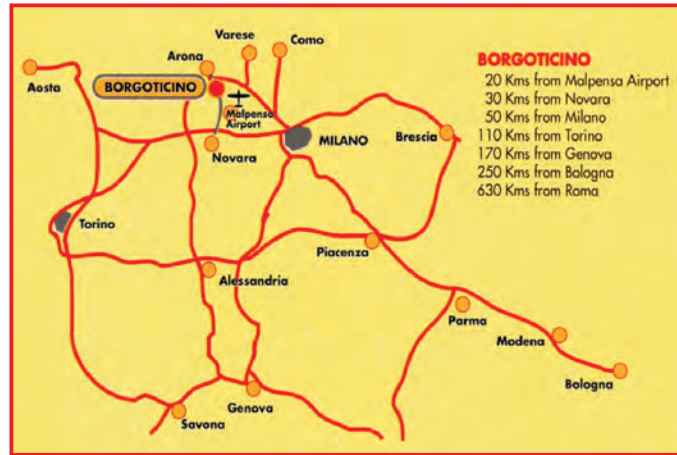 Varese
Como
Arona
Aosta
BORGOTICINO
Malpensa
Airport
MILANO
Brescia
Novara
Torino
Piacenza
Alessandria
Parma
Modena
Bologna
Genova
Savona
BORGOTICINO
20 Kms from Malpensa Airport
30 Kms from Novara
50 Kms from Milano
110 Kms from Torino
170 Kms from Genova
250 Kms from Bologna
630 Kms from Roma